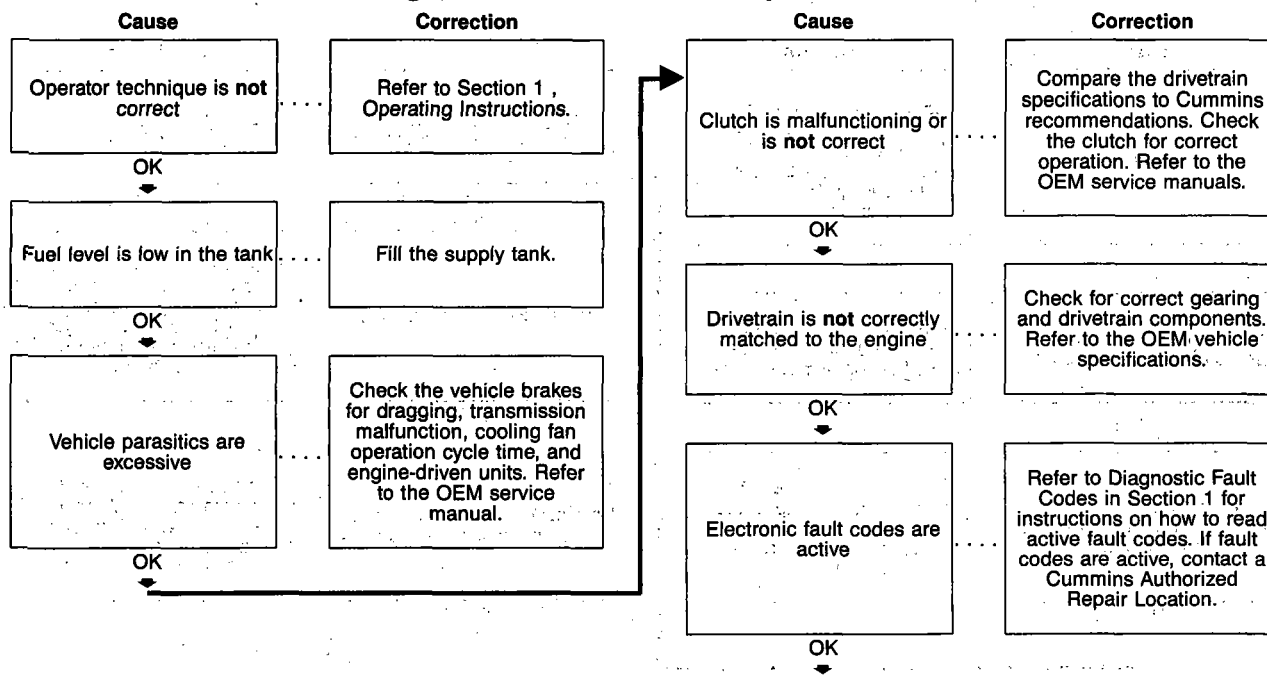 Cause
Correction
Operator technique is not
correct
Refer to Section 1 ,
Operating Instructions.
OK
Fuel level is low in the tank
Fill the supply tank.
OK
Vehicle parasitics are
excessive
Check the vehicle brakes
for dragging, transmission
malfunction, cooling fan
operation cycle time, and
engine-driven units. Refer
to the OEM service
manual.
OK
Cause
Correction
Clutch is malfunctioning or
is not correct
Compare the drivetrain
specifications to Cummins
recommendations. Check
the clutch for correct
operation. Refer to the
OEM service manuals.
OK
Drivetrain is not correctly
matched to the engine
Check for correct gearing
and drivetrain components.
Refer to the OEM vehicle
specifications.
OK
Electronic fault codes are
active
Refer to Diagnostic Fault
Codes in Section 1 for
instructions on how to read
active fault codes. If fault
codes are active, contact a
Cummins Authorized
Repair Location.
OK